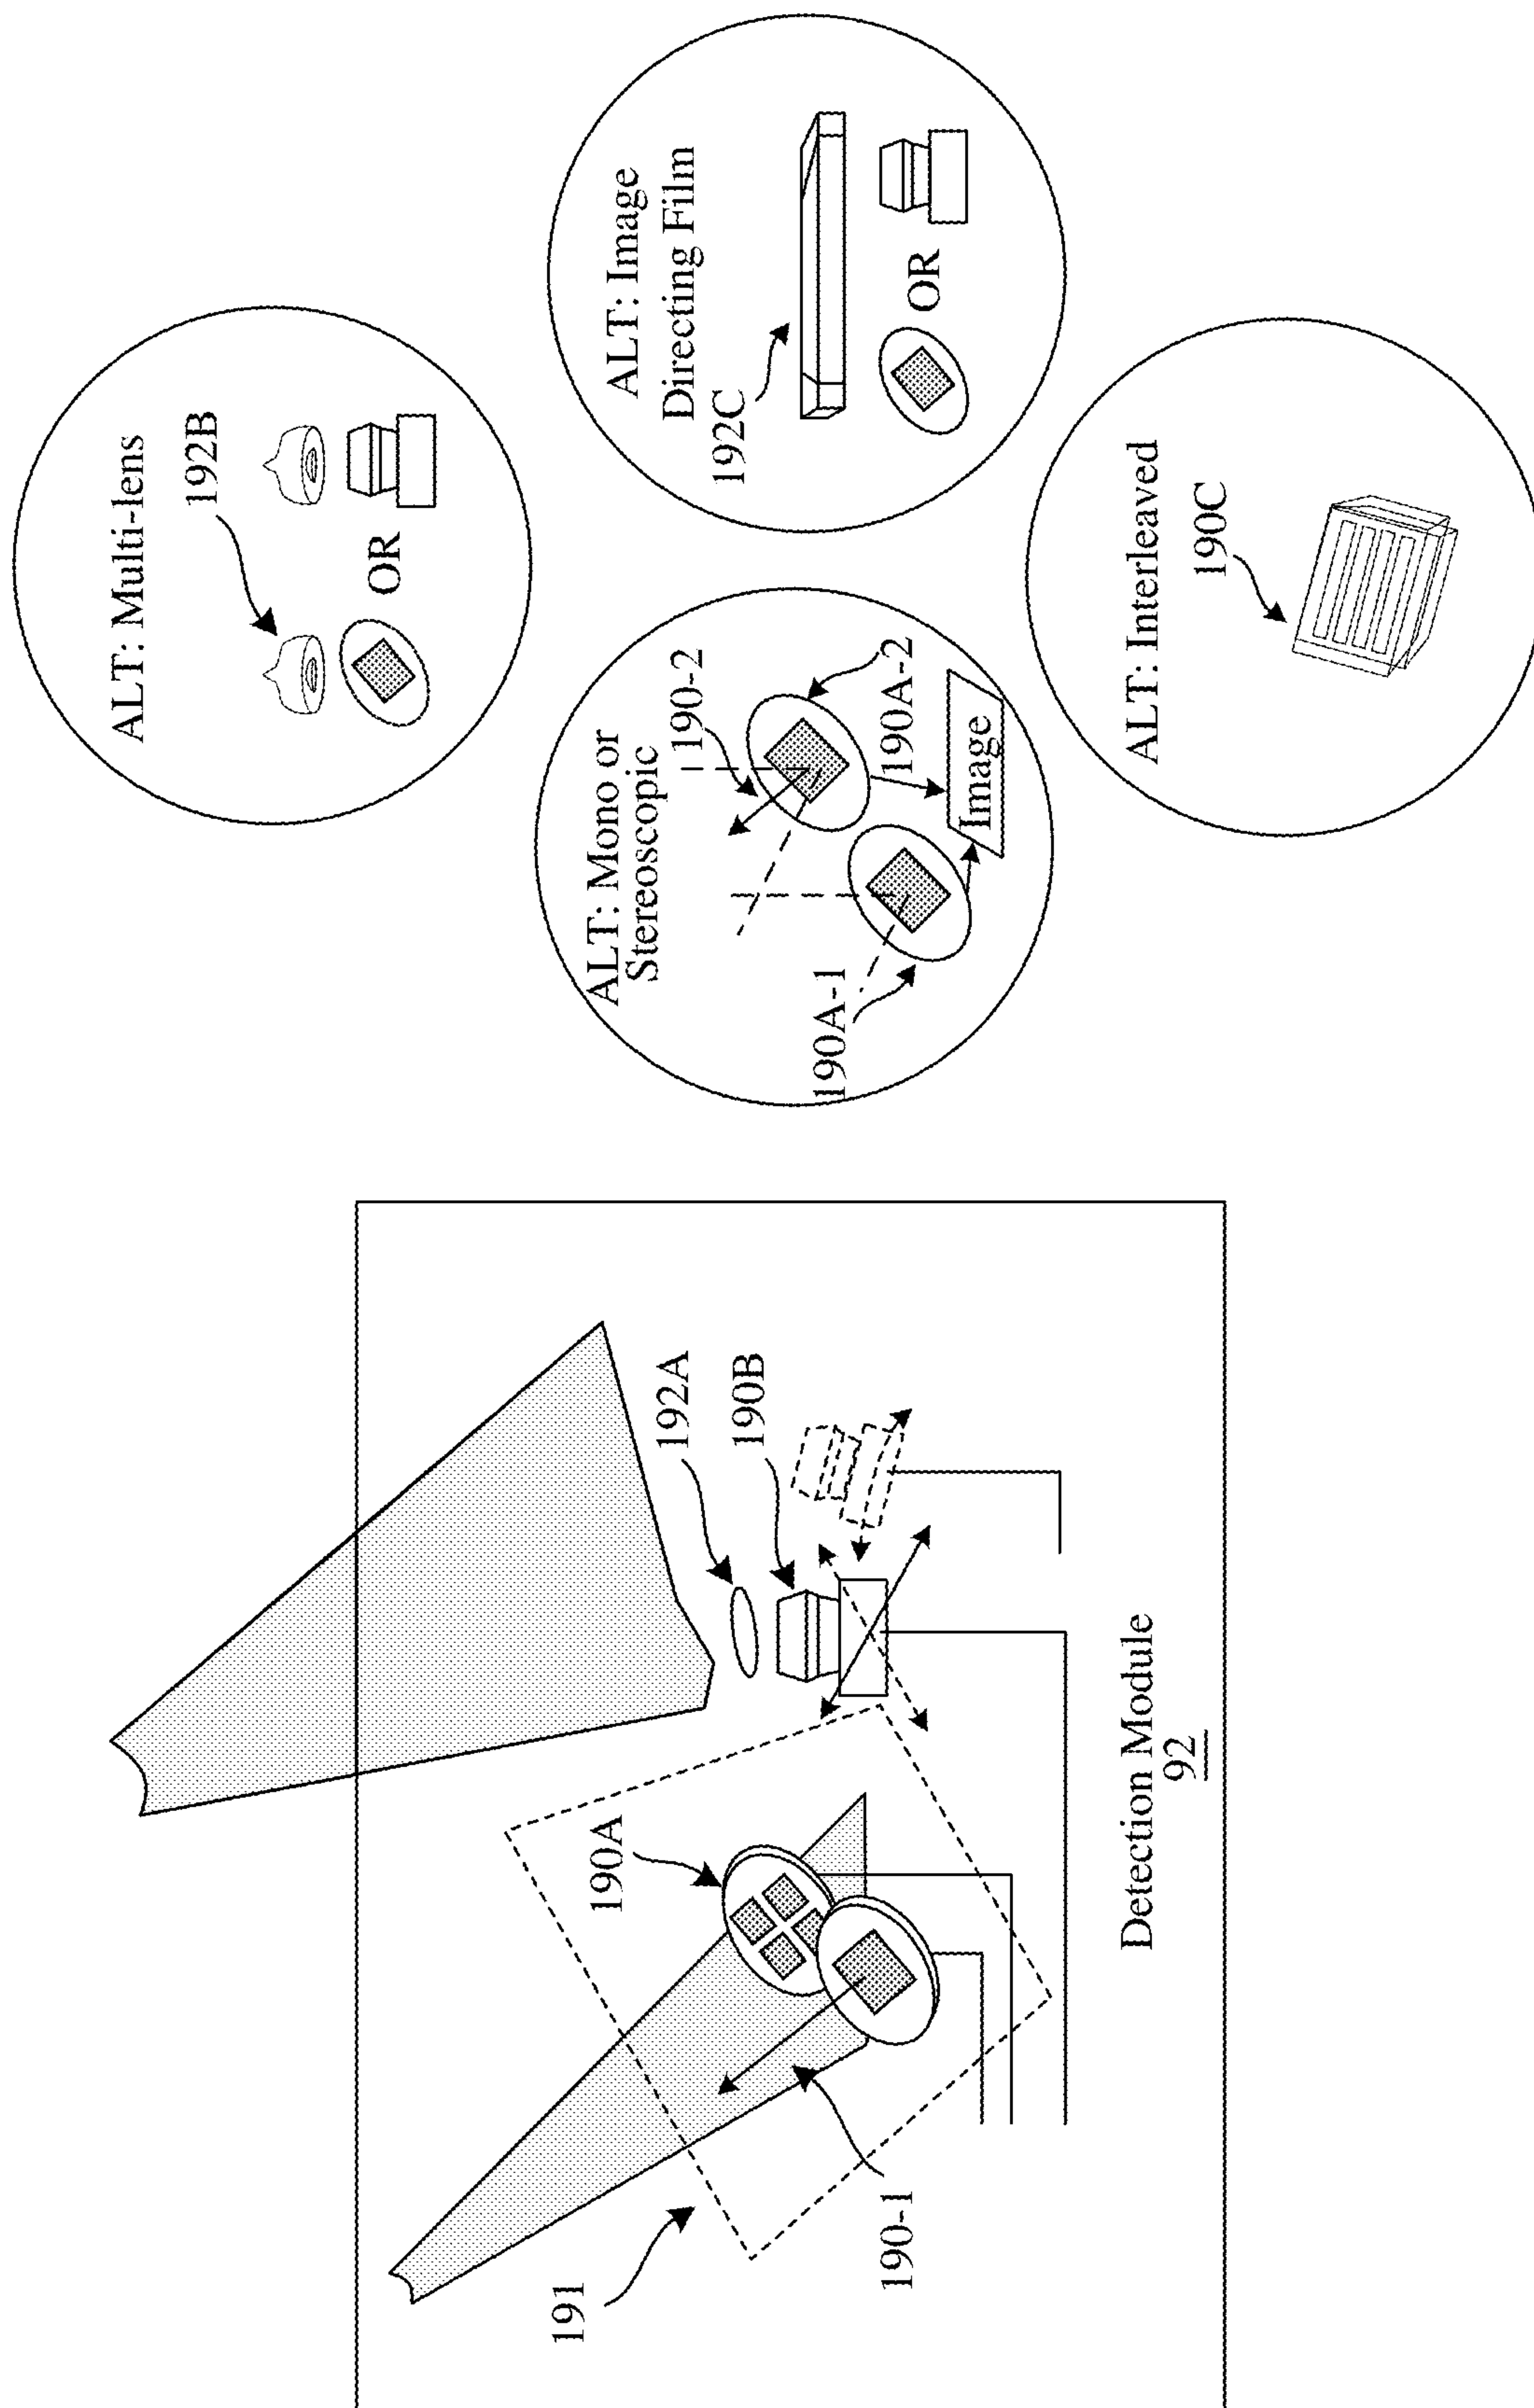 191
190-1
190A
192A
190B
Detection Module
92
ALT: Multi-lens
192B
OR
ALT: Mono or
Stereoscopic
190-2
190A-1
190A-2
Image
ALT: Image
Directing Film
192C
OR
ALT: Interleaved
190C